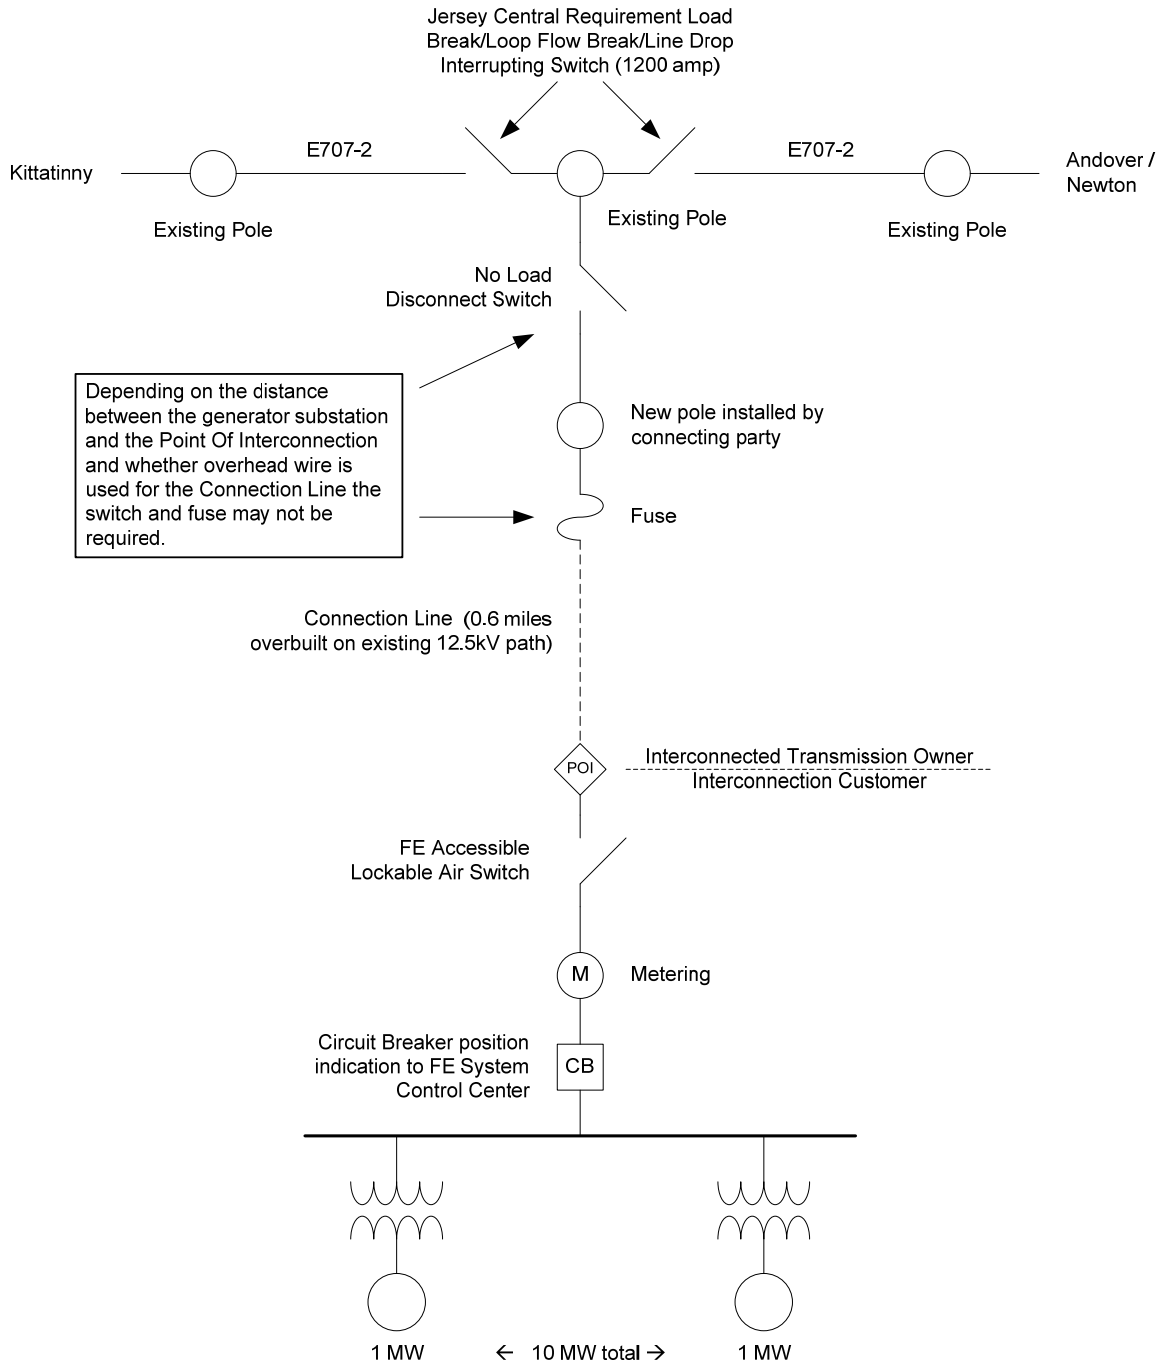 Jersey Central Requirement Load
Break/Loop Flow Break/Line Drop
Interrupting Switch (1200 amp)
Kittatinny
E707-2
E707-2
Andover /
Newton
Existing Pole
Existing Pole
Existing Pole
No Load
Disconnect Switch
Depending on the distance
between the generator substation
and the Point Of Interconnection
and whether overhead wire is
used for the Connection Line the
switch and fuse may not be
required.
New pole installed by
connecting party
Fuse
Connection Line (0.6 miles
overbuilt on existing 12.5kV path)
POI
Interconnected Transmission Owner
Interconnection Customer
FE Accessible
Lockable Air Switch
M
Metering
Circuit Breaker position
indication to FE System
Control Center
CB
1 MW
← 10 MW total →
1 MW